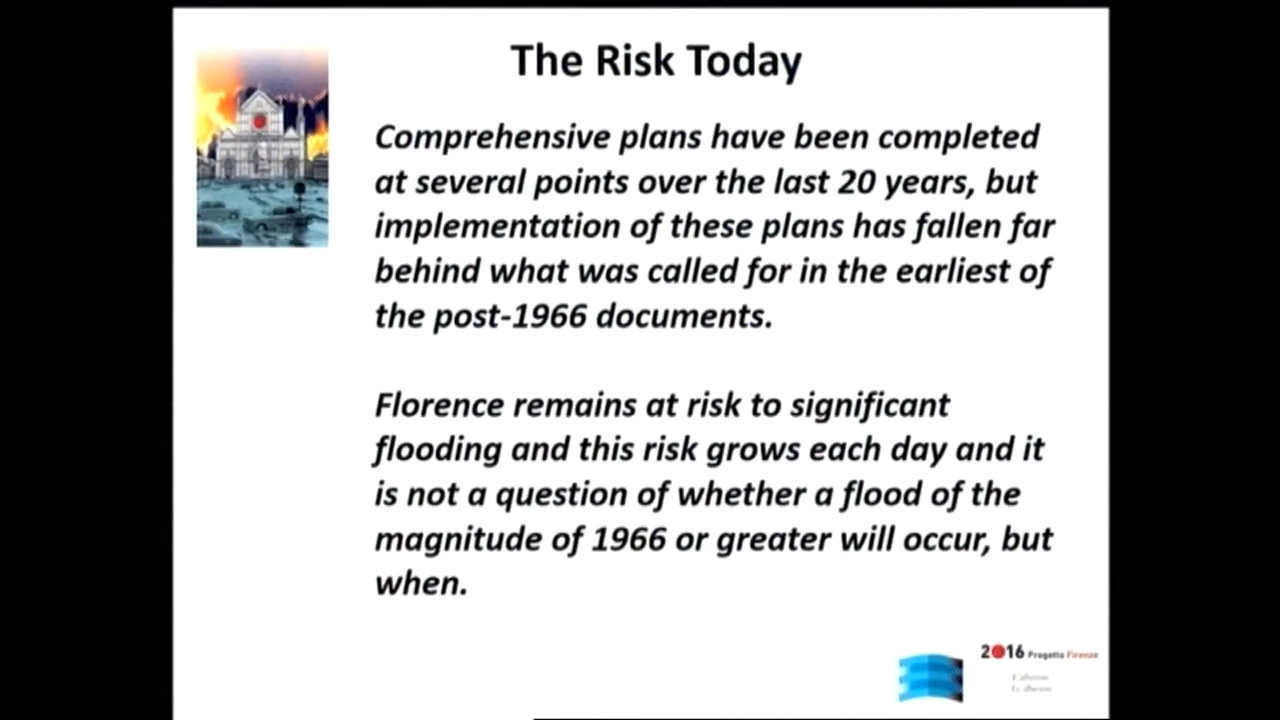 The Risk Today
Comprehensive plans have been completed
at several points over the last 20 years, but
implementation of these plans has fallen far
behind what was called for in the earliest of
the post-1966 documents.
Florence remains at risk to significant
flooding and this risk grows each day and it
is not a question of whether a flood of the
magnitude of 1966 or greater will occur, but
when.
2016 Progetto Firenze